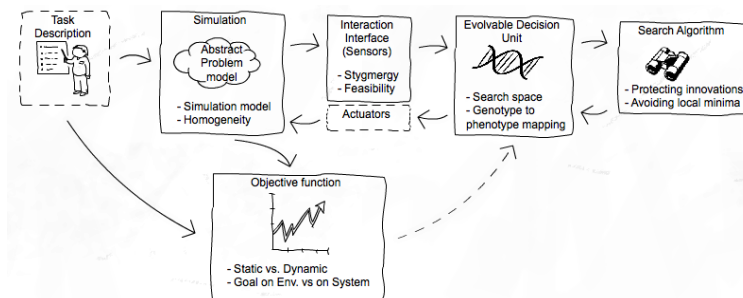 Task
Description
Simulation
Abstract
Problem
model
- Simulation model
- Homogeneity
Interaction
Interface
(Sensors)
- Stygmergy
- Feasibility
Actuators
Evolvable Decision
Unit
- Search space
- Genotype to
phenotype mapping
Search Algorithm
- Protecting innovations
- Avoiding local minima
Objective function
- Static vs. Dynamic
- Goal on Env. vs on System